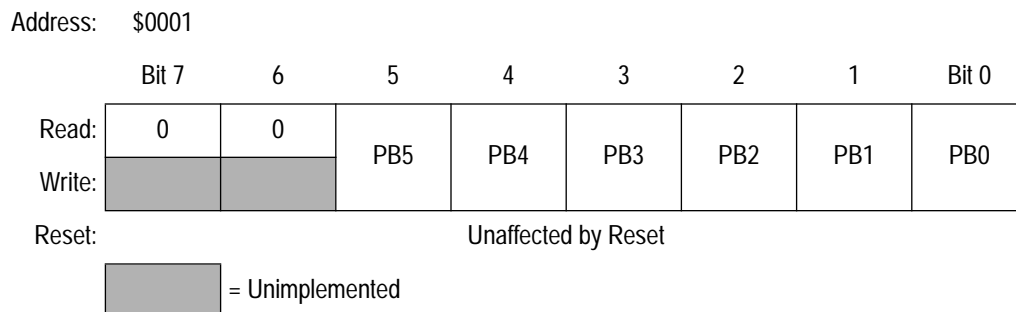 Address: $0001
Bit 7 6 5 4 3 2 1 Bit 0
Read: 0 0
PB5 PB4 PB3 PB2 PB1 PB0
Write:
Reset: Unaffected by Reset
= Unimplemented